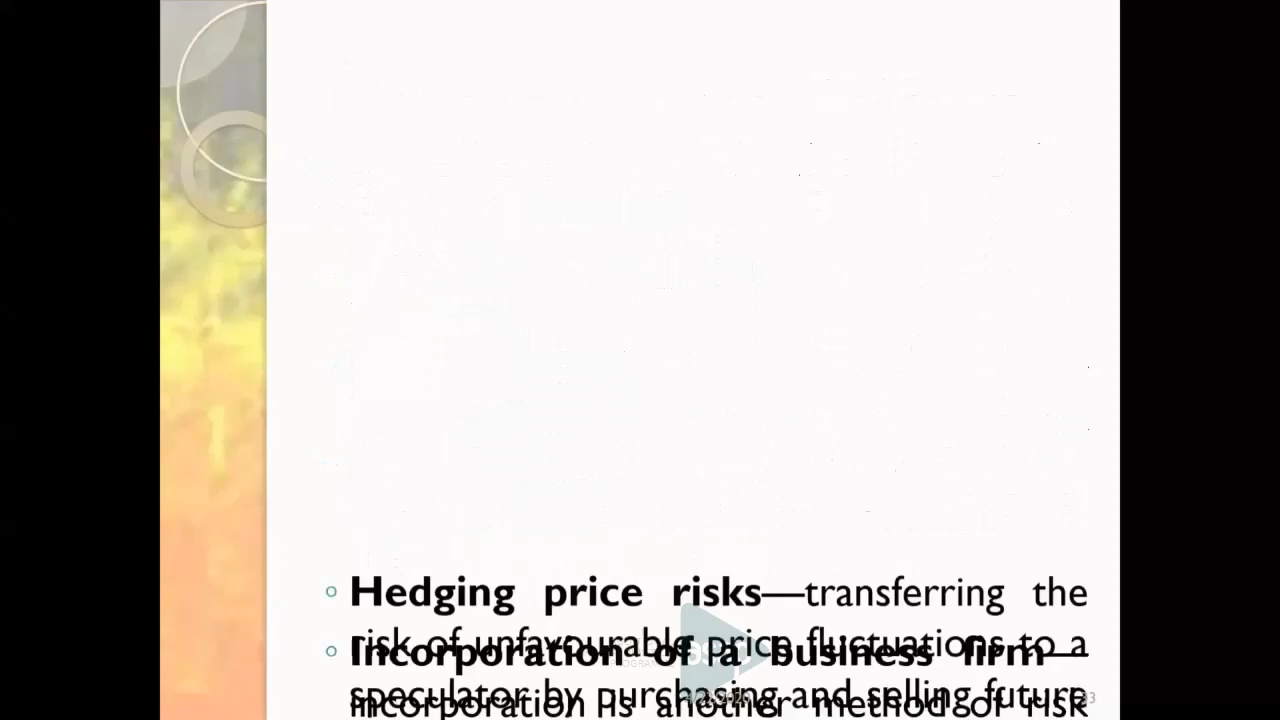 Hedging price risks—transferring the
risk of unfavourable price fluctuations to a
Incorporation of a business firm—
speculator by purchasing and selling future
incorporation is another method of risk